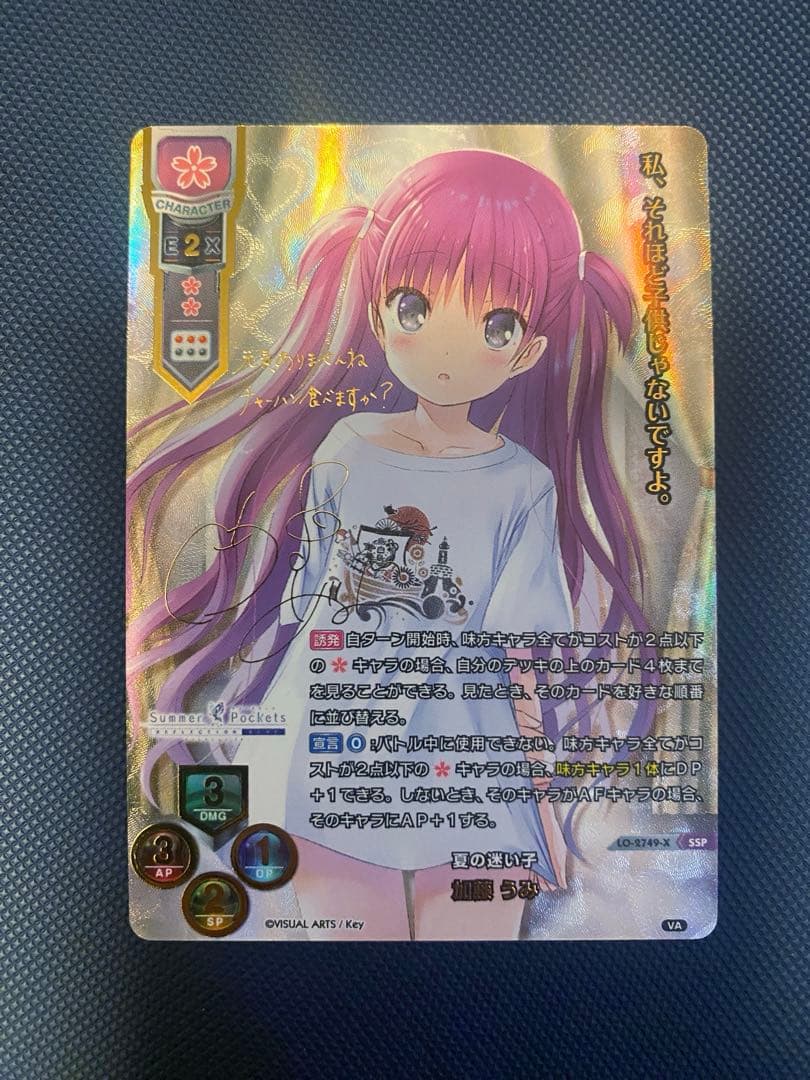 CHARACTER
E 2 X
私、それほど子供じゃないですよ。
元気ありませんね
チャーハン食べますか?
誘発 自ターン開始時、味方キャラ全てがコストが2点以下
の キャラの場合、自分のデッキの上のカード4枚まで
を見ることができる。見たとき、そのカードを好きな順番
に並び替える。
Summer Pockets
REFLECTION BLUE
宣言 0 :バトル中に使用できない。味方キャラ全てがコ
ストが2点以下の キャラの場合、味方キャラ1体にDP
+1できる。しないとき、そのキャラがAFキャラの場合、
そのキャラにAP+1する。
3
DMG
3
AP
1
DP
2
SP
LO-2749-X SSP
夏の迷い子
加藤 うみ
©VISUAL ARTS / Key
VA